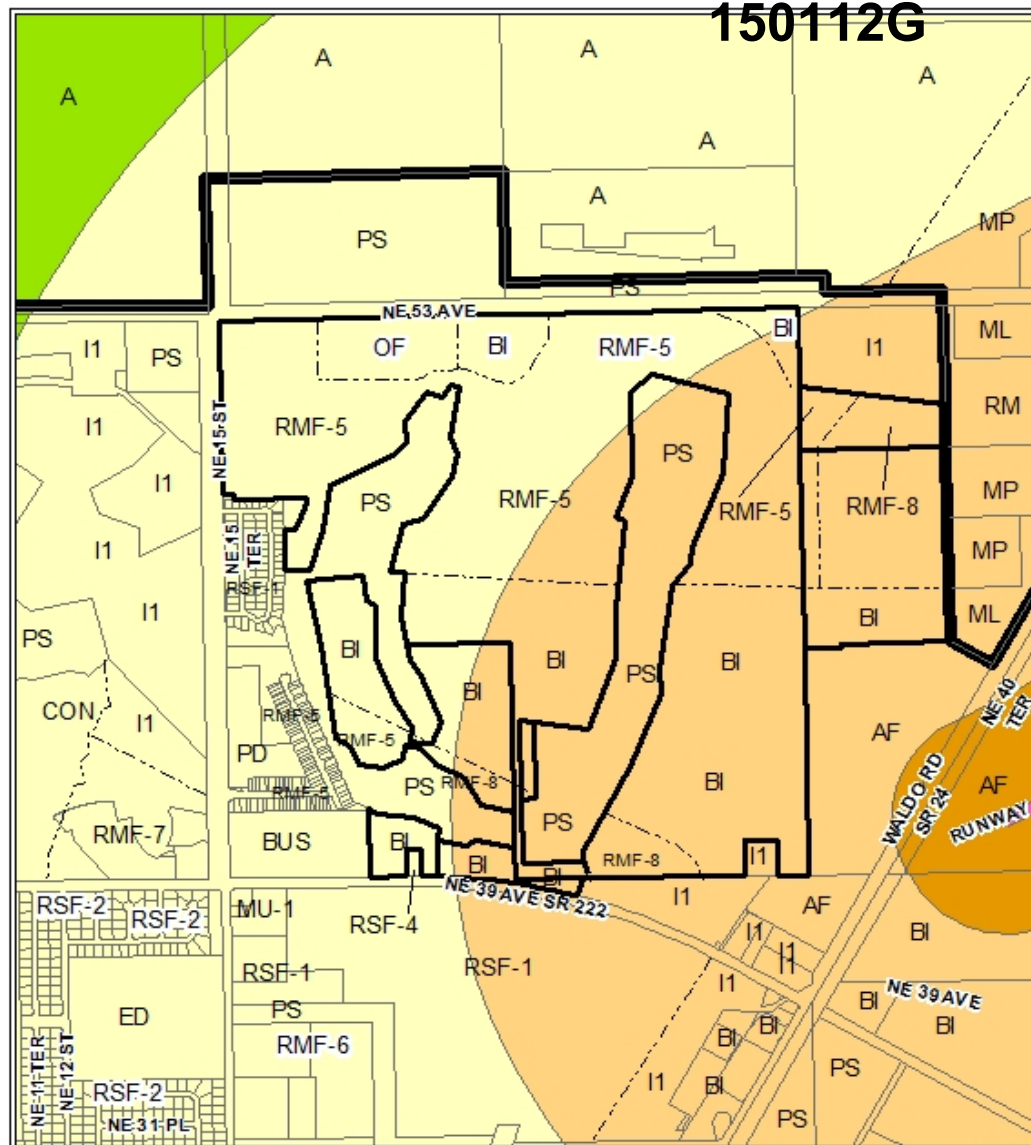 150112G
A
A
A
A
A
A
PS
MP
PS
NE 53 AVE
BI
I1
PS
OF
BI
RMF-5
I1
ML
I1
NE 15 ST
RMF-5
RM
PS
I1
PS
RMF-5
RMF-5
RMF-8
MP
I1
NE 15 TER
MP
RSF-1
I1
BI
ML
PS
BI
BI
BI
PS
BI
CON
I1
RMF-5
RMF-5
NE 40 TER
AF
PD
PS
RMF-8
BI
AF
RMF-5
WALDO RD
SR 24
RUNWAY
RMF-7
BUS
BI
PS
BI
RMF-8
I1
BI
NE 39 AVE SR 222
RSF-2
RSF-2
MU-1
RSF-4
I1
AF
I1
I1
I1
BI
RSF-1
RSF-1
I1
NE 39 AVE
PS
BI
BI
ED
BI
BI
RMF-6
NE 11 TER
NE 12 ST
RSF-2
I1
BI
PS
NE 31 PL
PS